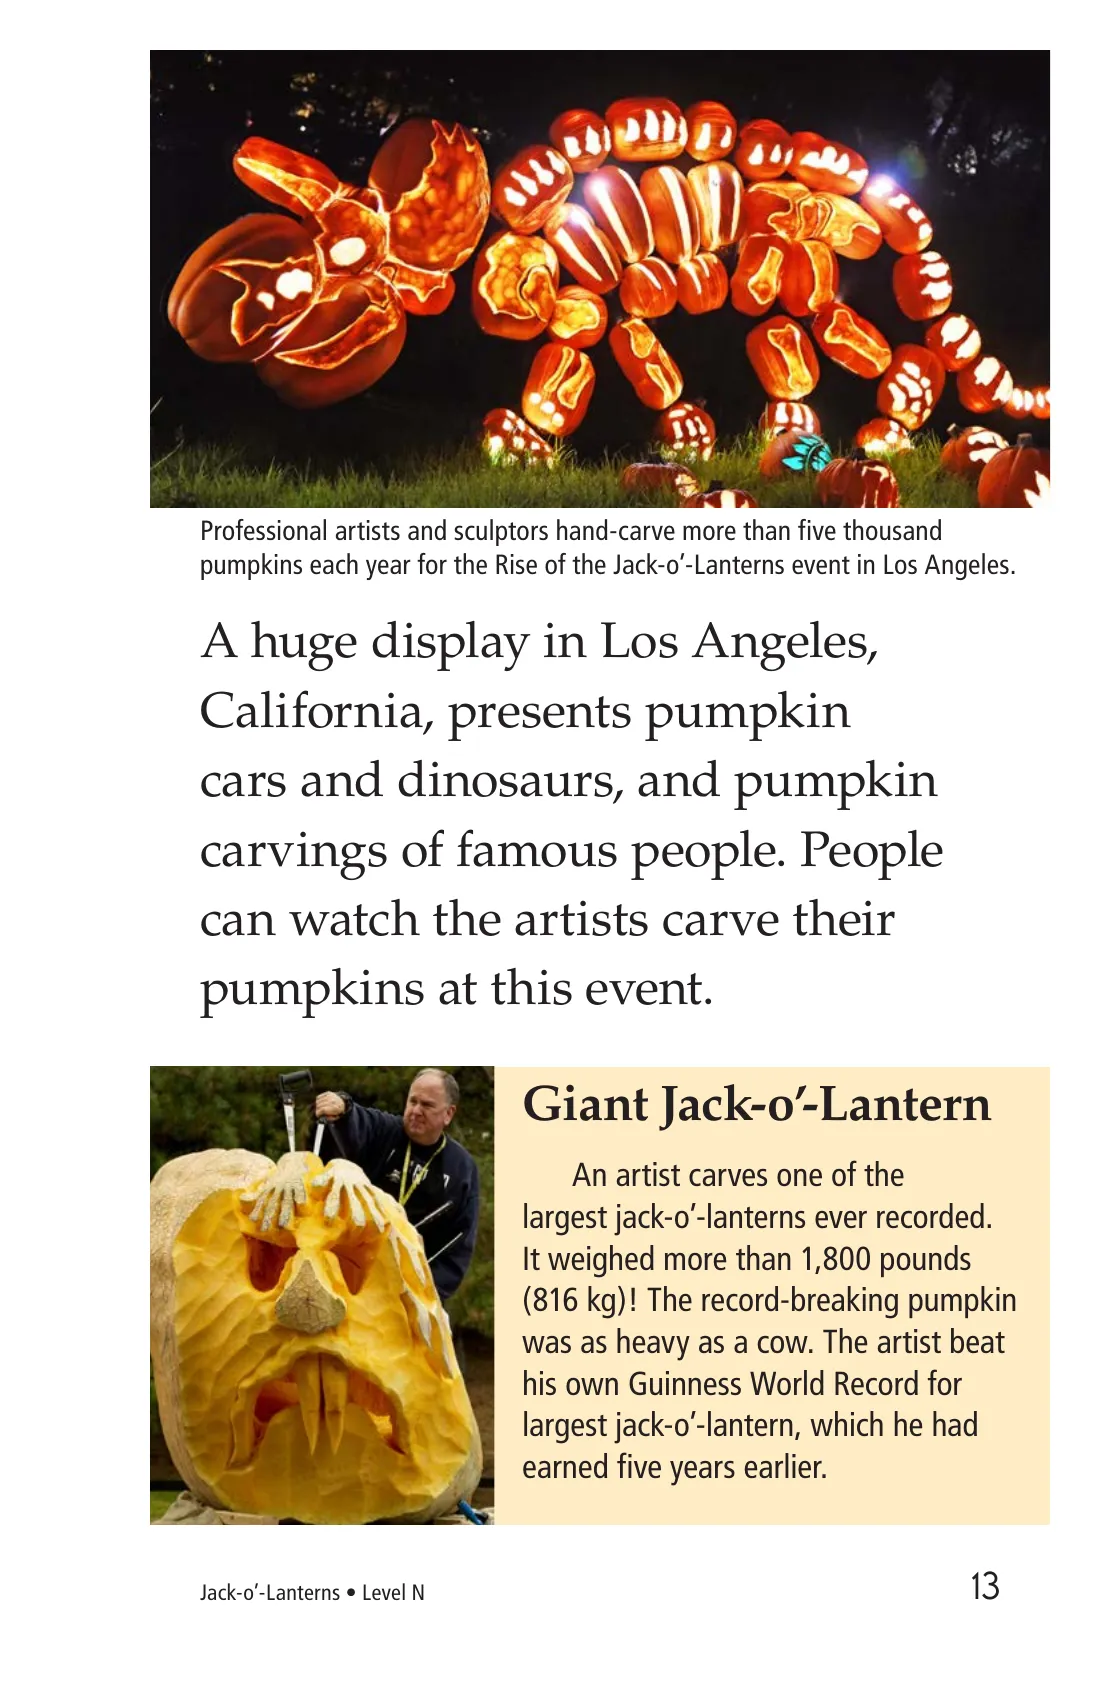 Professional artists and sculptors hand-carve more than five thousand
pumpkins each year for the Rise of the Jack-o’-Lanterns event in Los Angeles.
A huge display in Los Angeles,
California, presents pumpkin
cars and dinosaurs, and pumpkin
carvings of famous people. People
can watch the artists carve their
pumpkins at this event.
Giant Jack-o’-Lantern
An artist carves one of the
largest jack-o’-lanterns ever recorded.
It weighed more than 1,800 pounds
(816 kg)! The record-breaking pumpkin
was as heavy as a cow. The artist beat
his own Guinness World Record for
largest jack-o’-lantern, which he had
earned five years earlier.
Jack-o’-Lanterns • Level N
13